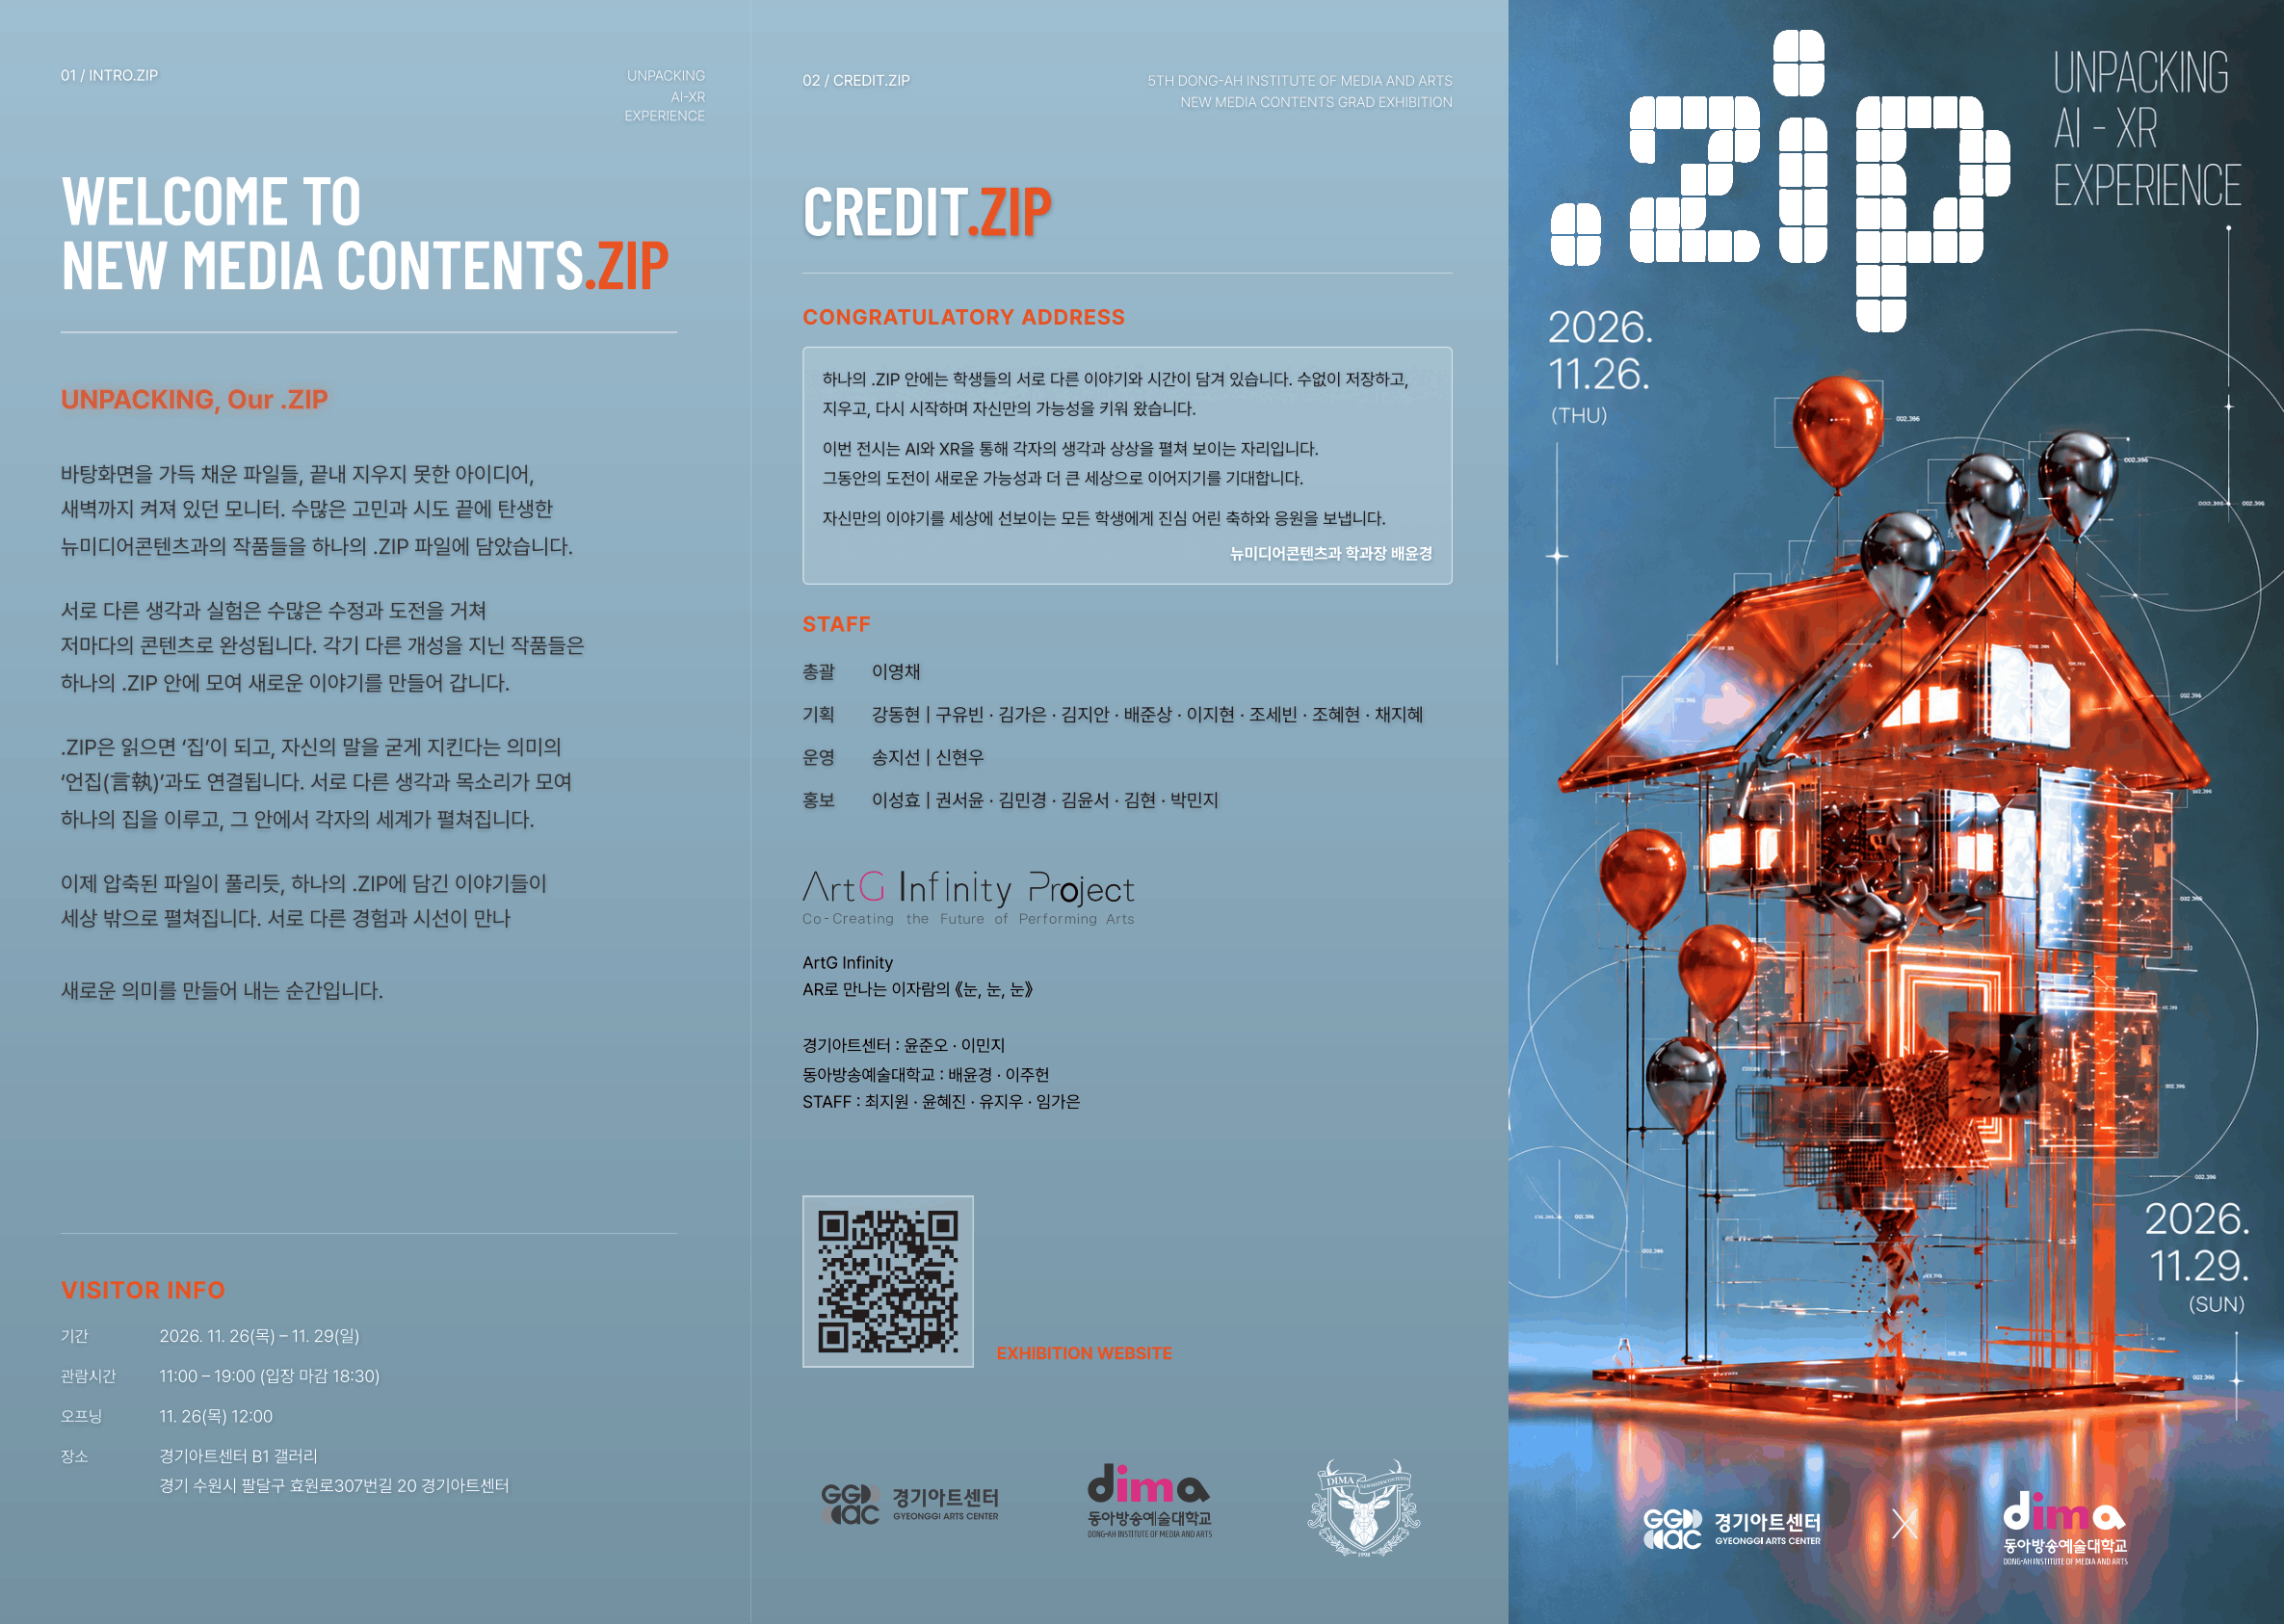 01 / INTRO.ZIP
UNPACKING
AI-XR
EXPERIENCE
WELCOME TO
NEW MEDIA CONTENTS.ZIP
UNPACKING, Our .ZIP
바탕화면을 가득 채운 파일들, 끝내 지우지 못한 아이디어,
새벽까지 켜져 있던 모니터. 수많은 고민과 시도 끝에 탄생한
뉴미디어콘텐츠과의 작품들을 하나의 .ZIP 파일에 담았습니다.
서로 다른 생각과 실험은 수많은 수정과 도전을 거쳐
저마다의 콘텐츠로 완성됩니다. 각기 다른 개성을 지닌 작품들은
하나의 .ZIP 안에 모여 새로운 이야기를 만들어 갑니다.
.ZIP은 읽으면 ‘집’이 되고, 자신의 말을 굳게 지킨다는 의미의
‘언집(言執)’과도 연결됩니다. 서로 다른 생각과 목소리가 모여
하나의 집을 이루고, 그 안에서 각자의 세계가 펼쳐집니다.
이제 압축된 파일이 풀리듯, 하나의 .ZIP에 담긴 이야기들이
세상 밖으로 펼쳐집니다. 서로 다른 경험과 시선이 만나
새로운 의미를 만들어 내는 순간입니다.
VISITOR INFO
기간 2026. 11. 26(목) – 11. 29(일)
관람시간 11:00 – 19:00 (입장 마감 18:30)
오프닝 11. 26(목) 12:00
장소 경기아트센터 B1 갤러리
경기 수원시 팔달구 효원로307번길 20 경기아트센터
02 / CREDIT.ZIP
5TH DONG-AH INSTITUTE OF MEDIA AND ARTS
NEW MEDIA CONTENTS GRAD EXHIBITION
CREDIT.ZIP
CONGRATULATORY ADDRESS
하나의 .ZIP 안에는 학생들의 서로 다른 이야기와 시간이 담겨 있습니다. 수없이 저장하고,
지우고, 다시 시작하며 자신만의 가능성을 키워 왔습니다.
이번 전시는 AI와 XR을 통해 각자의 생각과 상상을 펼쳐 보이는 자리입니다.
그동안의 도전이 새로운 가능성과 더 큰 세상으로 이어지기를 기대합니다.
자신만의 이야기를 세상에 선보이는 모든 학생에게 진심 어린 축하와 응원을 보냅니다.
뉴미디어콘텐츠과 학과장 배윤경
STAFF
총괄 이영채
기획 강동현 | 구유빈 · 김가은 · 김지안 · 배준상 · 이지현 · 조세빈 · 조혜현 · 채지혜
운영 송지선 | 신현우
홍보 이성효 | 권서윤 · 김민경 · 김윤서 · 김현 · 박민지
ArtG Infinity Project
Co-Creating the Future of Performing Arts
ArtG Infinity
AR로 만나는 이자람의 《눈, 눈, 눈》
경기아트센터 : 윤준오 · 이민지
동아방송예술대학교 : 배윤경 · 이주헌
STAFF : 최지원 · 윤혜진 · 유지우 · 임가은
EXHIBITION WEBSITE
GGac 경기아트센터
GYEONGGI ARTS CENTER
dima
동아방송예술대학교
DONG-AH INSTITUTE OF MEDIA AND ARTS
DIMA
1998
.zip
UNPACKING
AI - XR
EXPERIENCE
2026.
11.26.
(THU)
2026.
11.29.
(SUN)
GGac 경기아트센터
GYEONGGI ARTS CENTER
X
dima
동아방송예술대학교
DONG-AH INSTITUTE OF MEDIA AND ARTS